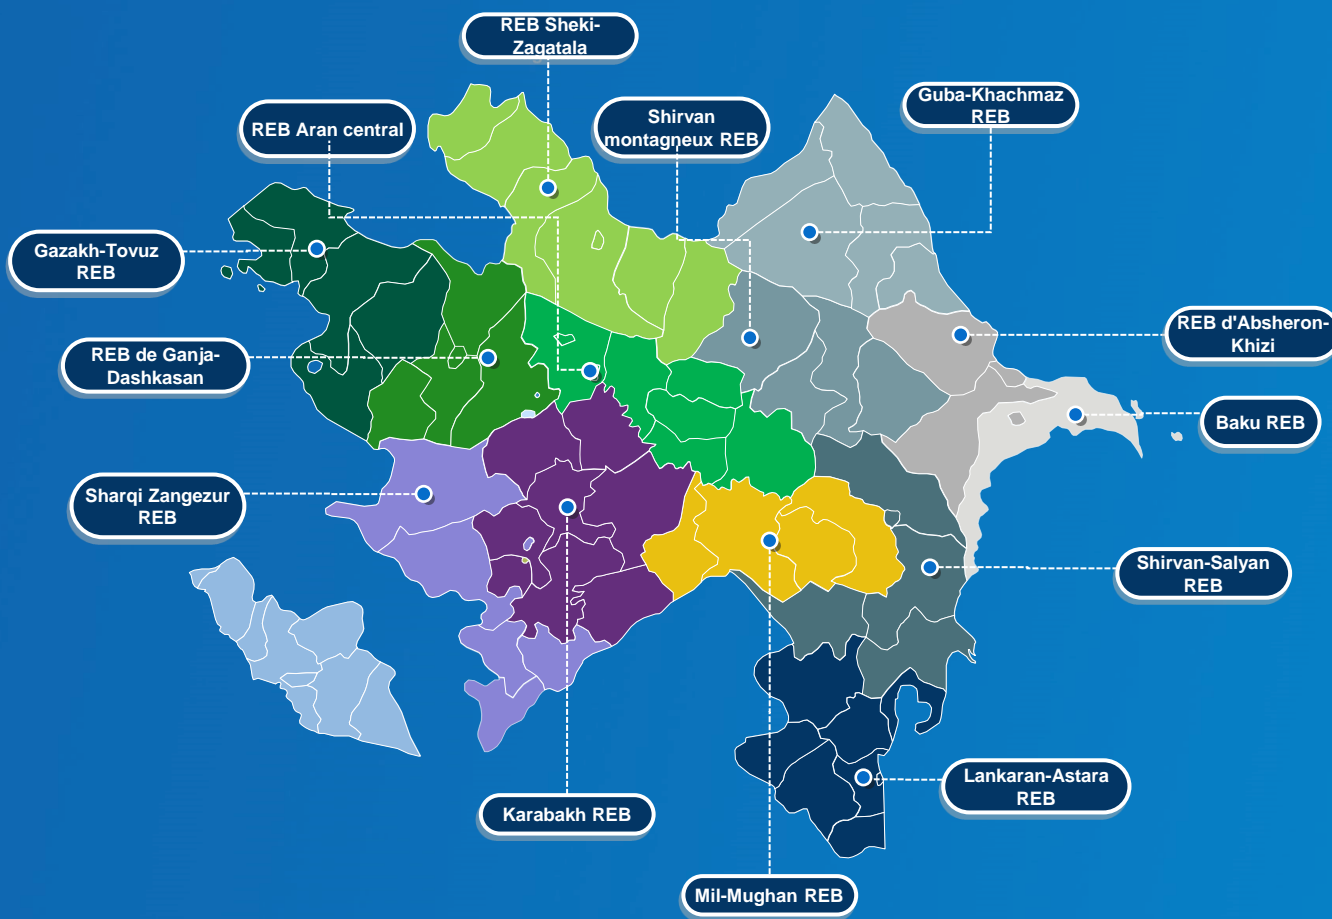 REB Sheki-
Zagatala
Guba-Khachmaz
REB
REB Aran central
Shirvan
montagneux REB
Gazakh-Tovuz
REB
REB d'Absheron-
Khizi
REB de Ganja-
Dashkasan
Baku REB
Sharqi Zangezur
REB
Shirvan-Salyan
REB
Lankaran-Astara
REB
Karabakh REB
Mil-Mughan REB